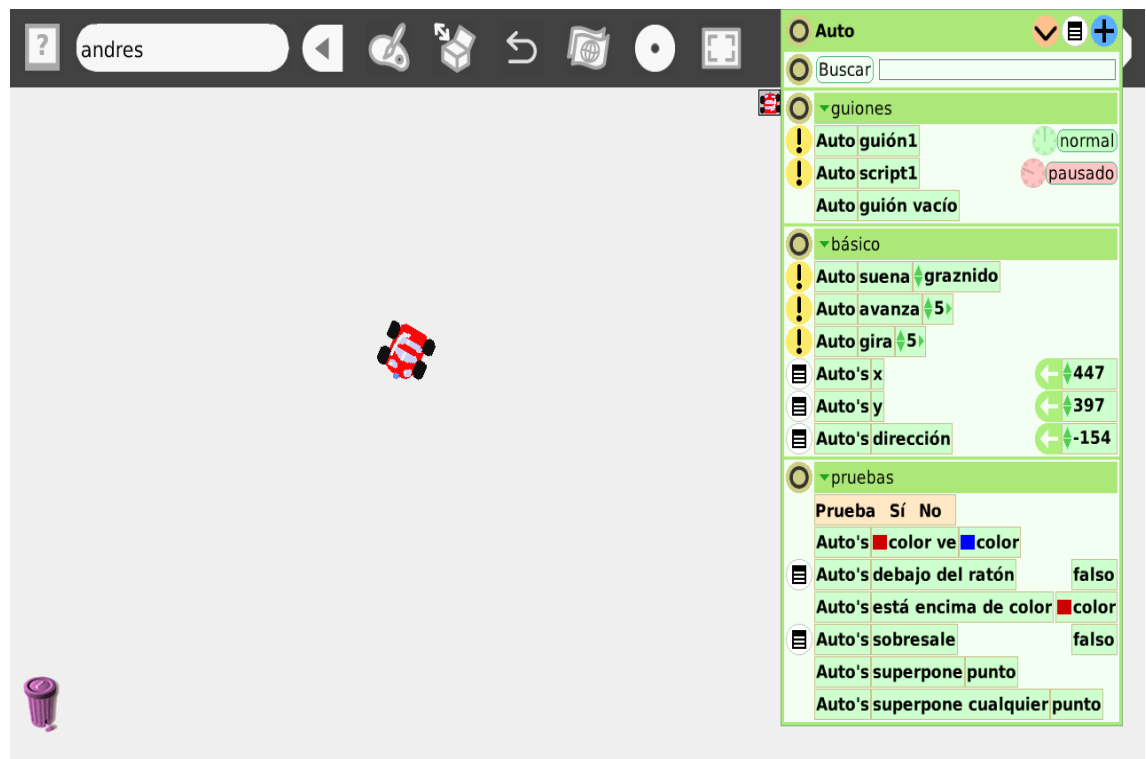 ? andres
Auto
Buscar
guiones
! Auto guión1 normal
! Auto script1 pausado
Auto guión vacío
básico
! Auto suena graznido
! Auto avanza 5
! Auto gira 5
Auto's x 447
Auto's y 397
Auto's dirección -154
pruebas
Prueba Sí No
Auto's color ve color
Auto's debajo del ratón falso
Auto's está encima de color color
Auto's sobresale falso
Auto's superpone punto
Auto's superpone cualquier punto